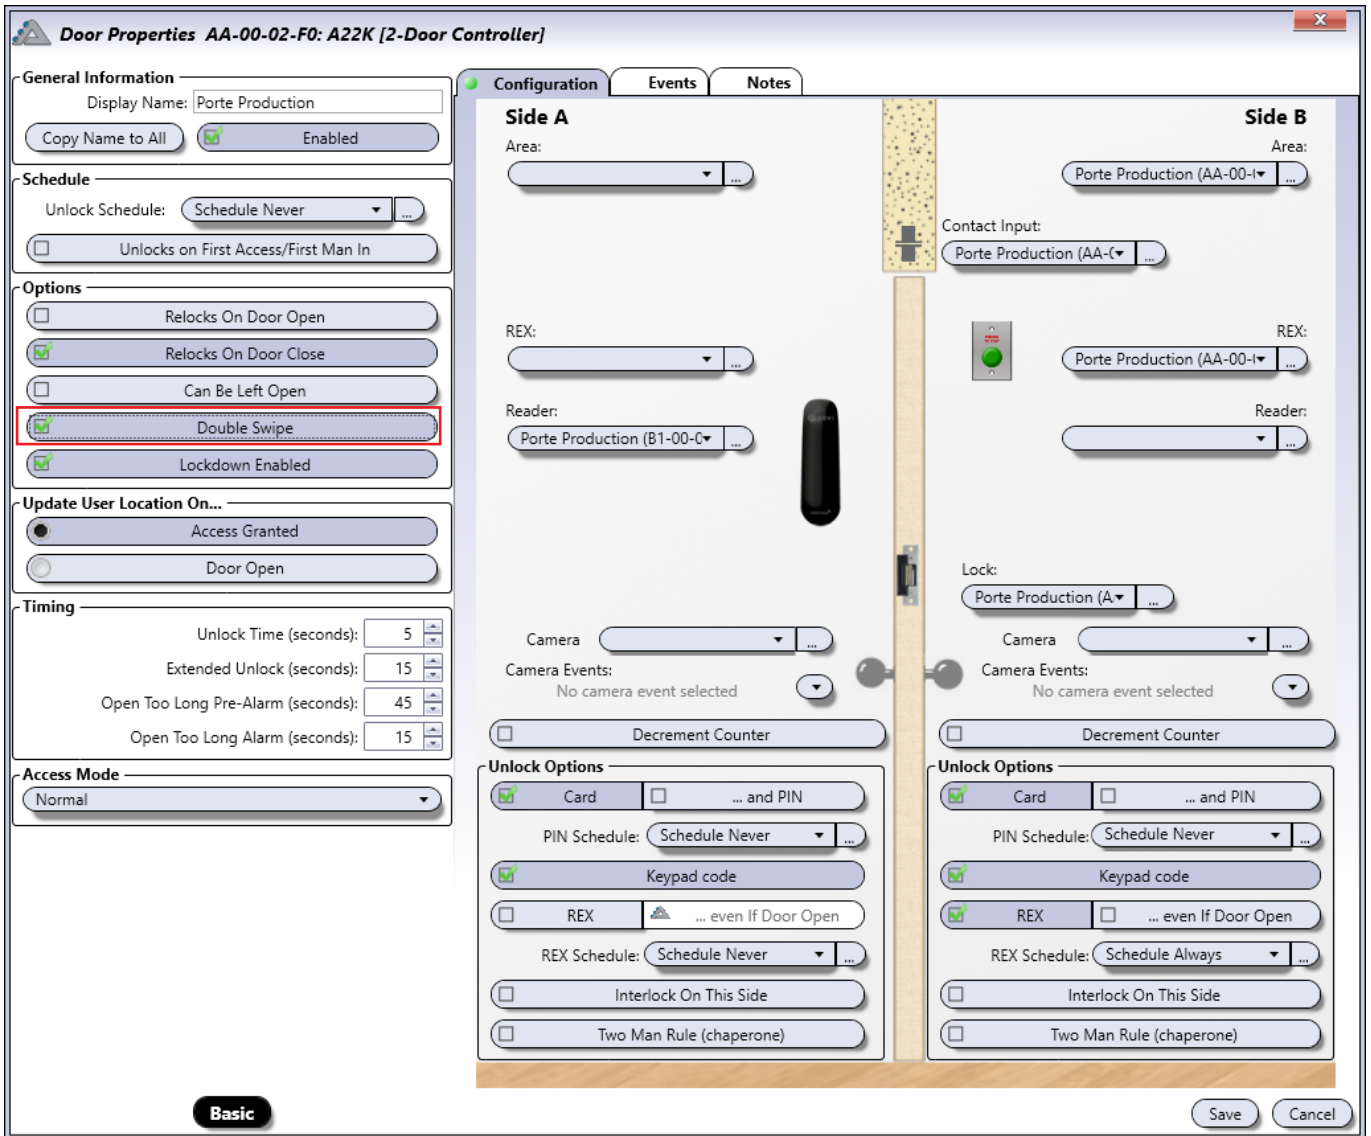 Door Properties  AA-00-02-F0: A22K [2-Door Controller]
X
General Information
Display Name: Porte Production
Copy Name to All
Enabled
Schedule
Unlock Schedule: Schedule Never ...
Unlocks on First Access/First Man In
Options
Relocks On Door Open
Relocks On Door Close
Can Be Left Open
Double Swipe
Lockdown Enabled
Update User Location On...
Access Granted
Door Open
Timing
Unlock Time (seconds): 5
Extended Unlock (seconds): 15
Open Too Long Pre-Alarm (seconds): 45
Open Too Long Alarm (seconds): 15
Access Mode
Normal
Basic
Configuration
Events
Notes
Side A
Area:
...
REX:
...
Reader:
Porte Production (B1-00-0 ...
Camera ...
Camera Events:
No camera event selected
Decrement Counter
Unlock Options
Card
... and PIN
PIN Schedule: Schedule Never ...
Keypad code
REX
... even If Door Open
REX Schedule: Schedule Never ...
Interlock On This Side
Two Man Rule (chaperone)
Side B
Area:
Porte Production (AA-00-( ...
Contact Input:
Porte Production (AA-( ...
REX:
Porte Production (AA-00-( ...
Reader:
...
Lock:
Porte Production (A ...
Camera ...
Camera Events:
No camera event selected
Decrement Counter
Unlock Options
Card
... and PIN
PIN Schedule: Schedule Never ...
Keypad code
REX
... even If Door Open
REX Schedule: Schedule Always ...
Interlock On This Side
Two Man Rule (chaperone)
Save
Cancel